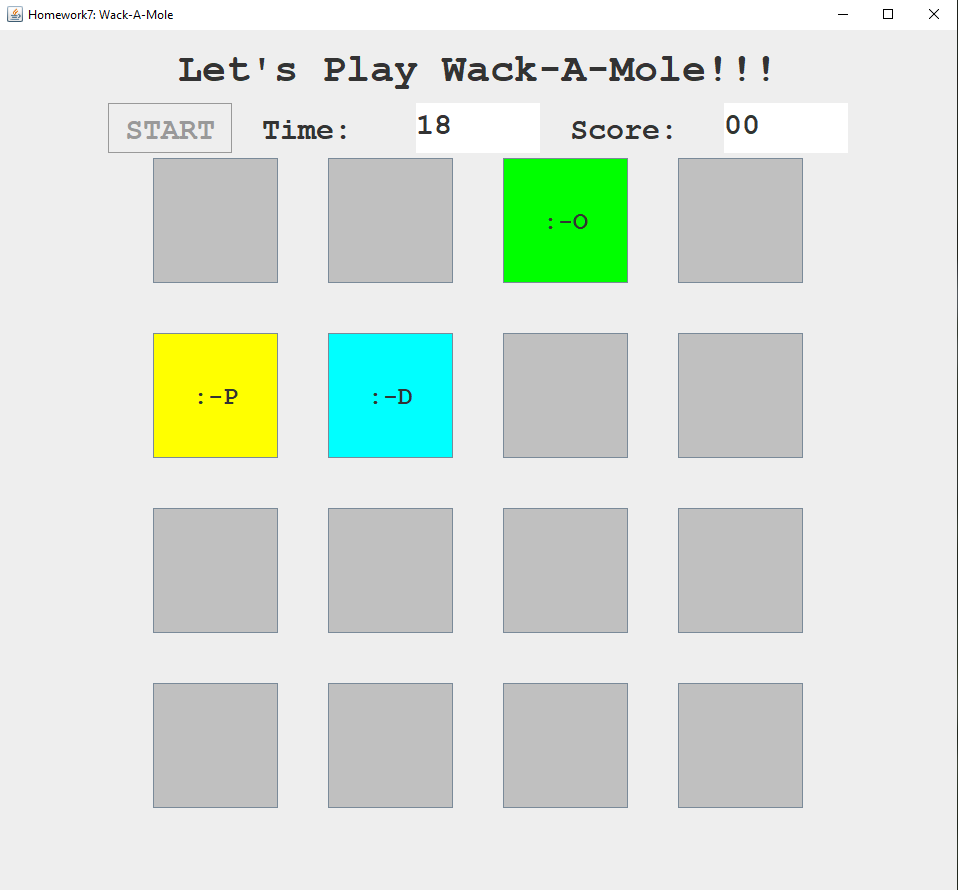 Homework7: Wack-A-Mole
Let's Play Wack-A-Mole!!!
START Time: 18 Score: 00
:-O
:-P :-D